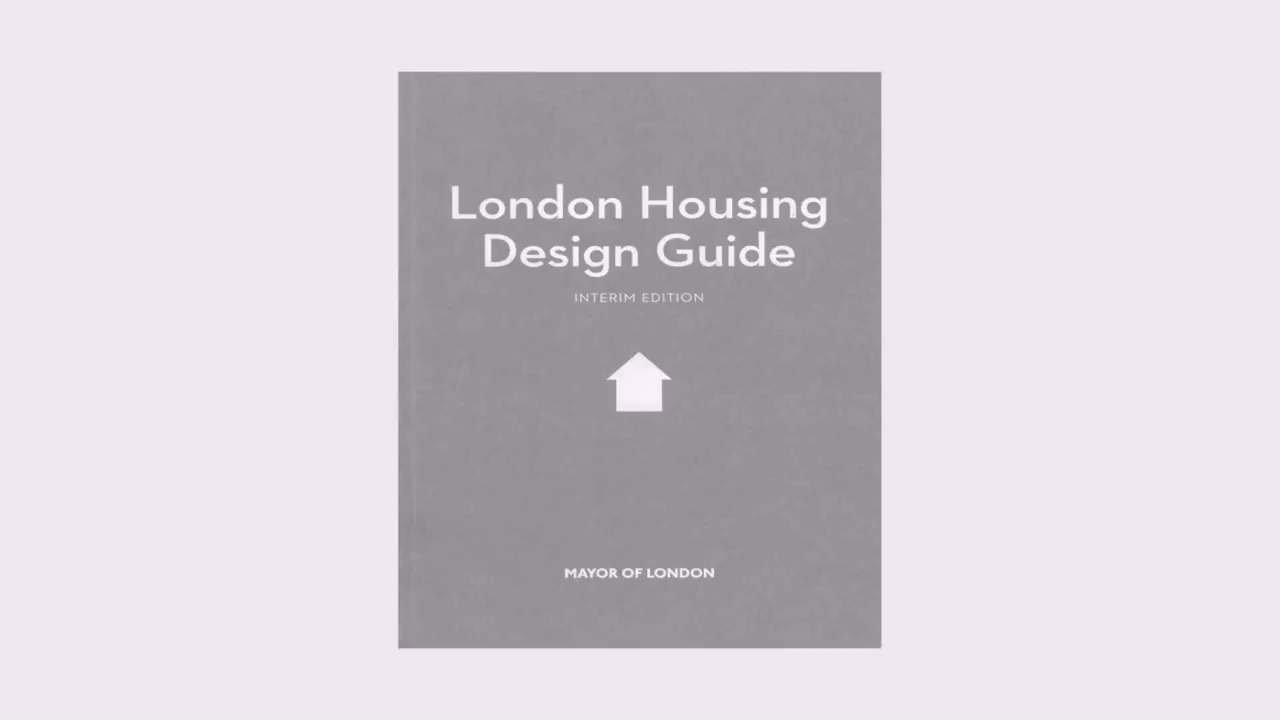 London Housing
Design Guide
INTERIM EDITION
MAYOR OF LONDON